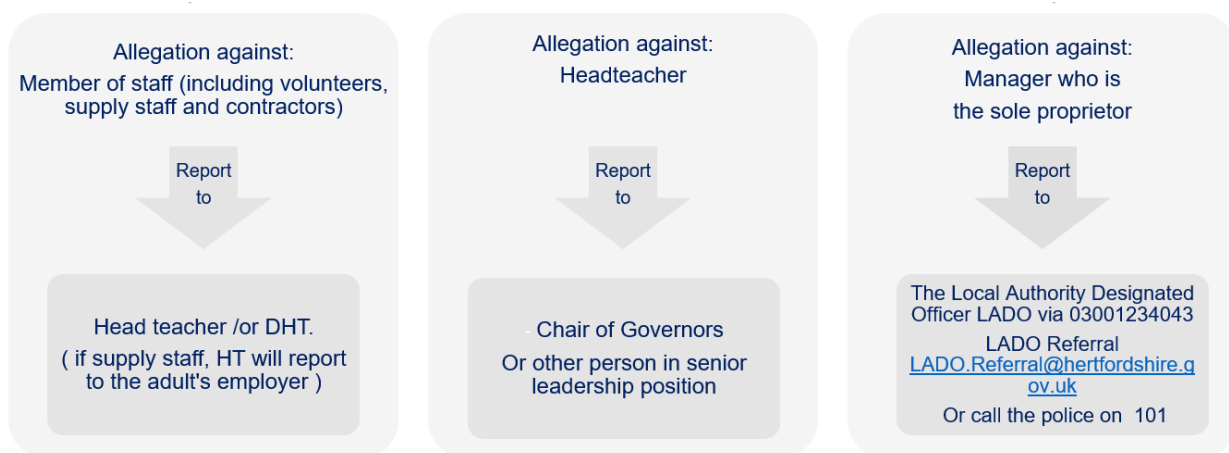 Allegation against:
Member of staff (including volunteers,
supply staff and contractors)
Report
to
Head teacher /or DHT.
( if supply staff, HT will report
to the adult's employer )
Allegation against:
Headteacher
Report
to
- Chair of Governors
Or other person in senior
leadership position
Allegation against:
Manager who is
the sole proprietor
Report
to
The Local Authority Designated
Officer LADO via 03001234043
LADO Referral
LADO.Referral@hertfordshire.g
ov.uk
Or call the police on 101